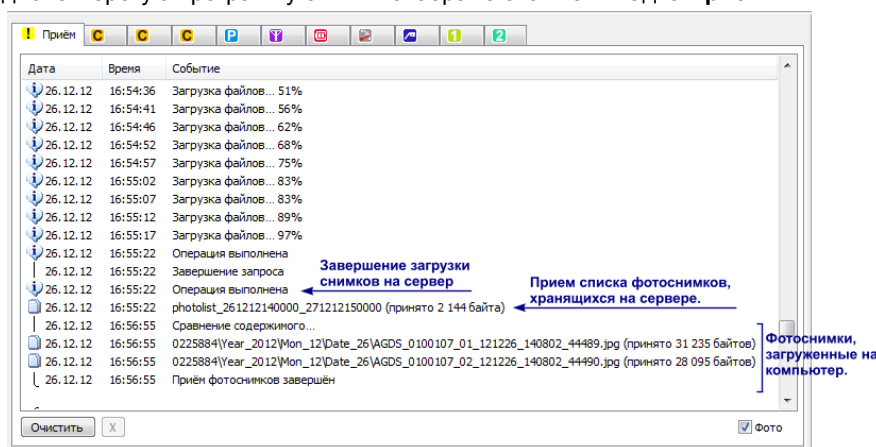 Приём С С С P 1 2
Дата Время Событие
26.12.12 16:54:36 Загрузка файлов... 51%
26.12.12 16:54:41 Загрузка файлов... 56%
26.12.12 16:54:46 Загрузка файлов... 62%
26.12.12 16:54:52 Загрузка файлов... 68%
26.12.12 16:54:57 Загрузка файлов... 75%
26.12.12 16:55:02 Загрузка файлов... 83%
26.12.12 16:55:07 Загрузка файлов... 83%
26.12.12 16:55:12 Загрузка файлов... 89%
26.12.12 16:55:17 Загрузка файлов... 97%
26.12.12 16:55:22 Операция выполнена
26.12.12 16:55:22 Завершение запроса
26.12.12 16:55:22 Операция выполнена
Завершение загрузки
снимков на сервер
26.12.12 16:55:22 photolist_261212140000_271212150000 (принято 2 144 байта)
Прием списка фотоснимков,
хранящихся на сервере.
26.12.12 16:56:55 Сравнение содержимого...
26.12.12 16:56:55 0225884\Year_2012\Mon_12\Date_26\AGDS_0100107_01_121226_140802_44489.jpg (принято 31 235 байтов)
26.12.12 16:56:55 0225884\Year_2012\Mon_12\Date_26\AGDS_0100107_02_121226_140802_44490.jpg (принято 28 095 байтов)
26.12.12 16:56:55 Приём фотоснимков завершён
Фотоснимки,
загруженные на
компьютер.
Очистить X Фото